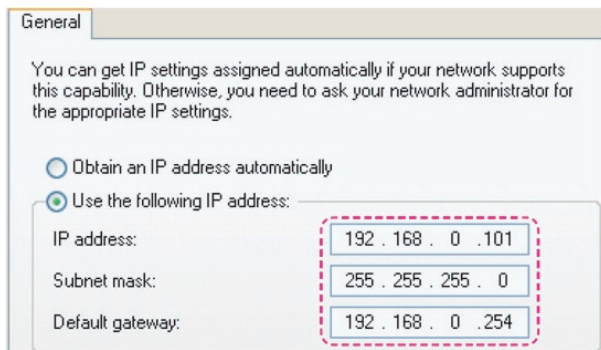 General
You can get IP settings assigned automatically if your network supports
this capability. Otherwise, you need to ask your network administrator for
the appropriate IP settings.
Obtain an IP address automatically
Use the following IP address:
IP address: 192 . 168 . 0 .101
Subnet mask: 255 . 255 . 255 . 0
Default gateway: 192 . 168 . 0 .254